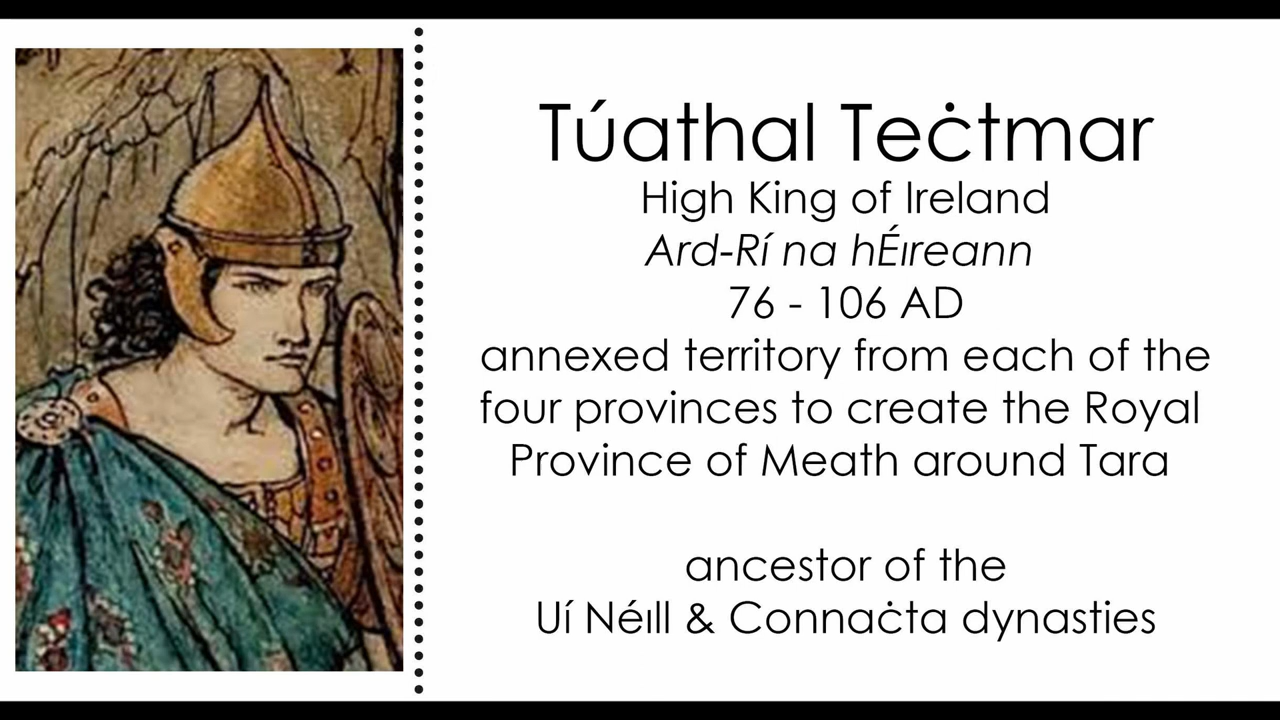 Túathal Teċtmar
High King of Ireland
Ard-Rí na hÉıreann
76 - 106 AD
annexed territory from each of the
four provinces to create the Royal
Province of Meath around Tara
ancestor of the
Uí Néıll & Connaċta dynasties